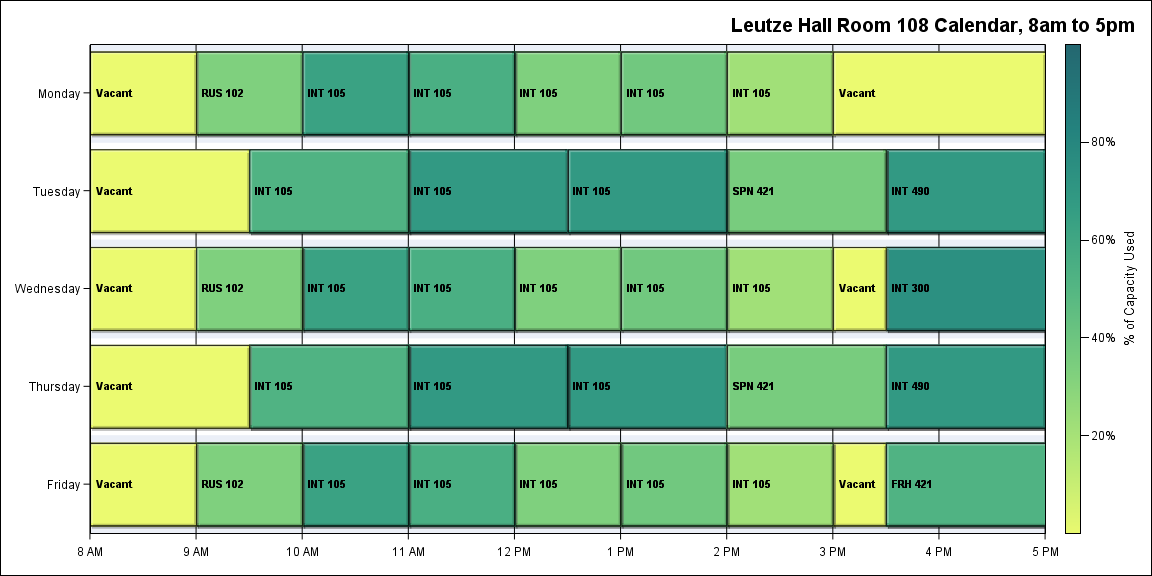 Leutze Hall Room 108 Calendar, 8am to 5pm
Monday
Vacant
RUS 102
INT 105
INT 105
INT 105
INT 105
INT 105
Vacant
Tuesday
Vacant
INT 105
INT 105
INT 105
SPN 421
INT 490
Wednesday
Vacant
RUS 102
INT 105
INT 105
INT 105
INT 105
INT 105
Vacant
INT 300
Thursday
Vacant
INT 105
INT 105
INT 105
SPN 421
INT 490
Friday
Vacant
RUS 102
INT 105
INT 105
INT 105
INT 105
INT 105
Vacant
FRH 421
8 AM
9 AM
10 AM
11 AM
12 PM
1 PM
2 PM
3 PM
4 PM
5 PM
80%
60%
40%
20%
% of Capacity Used